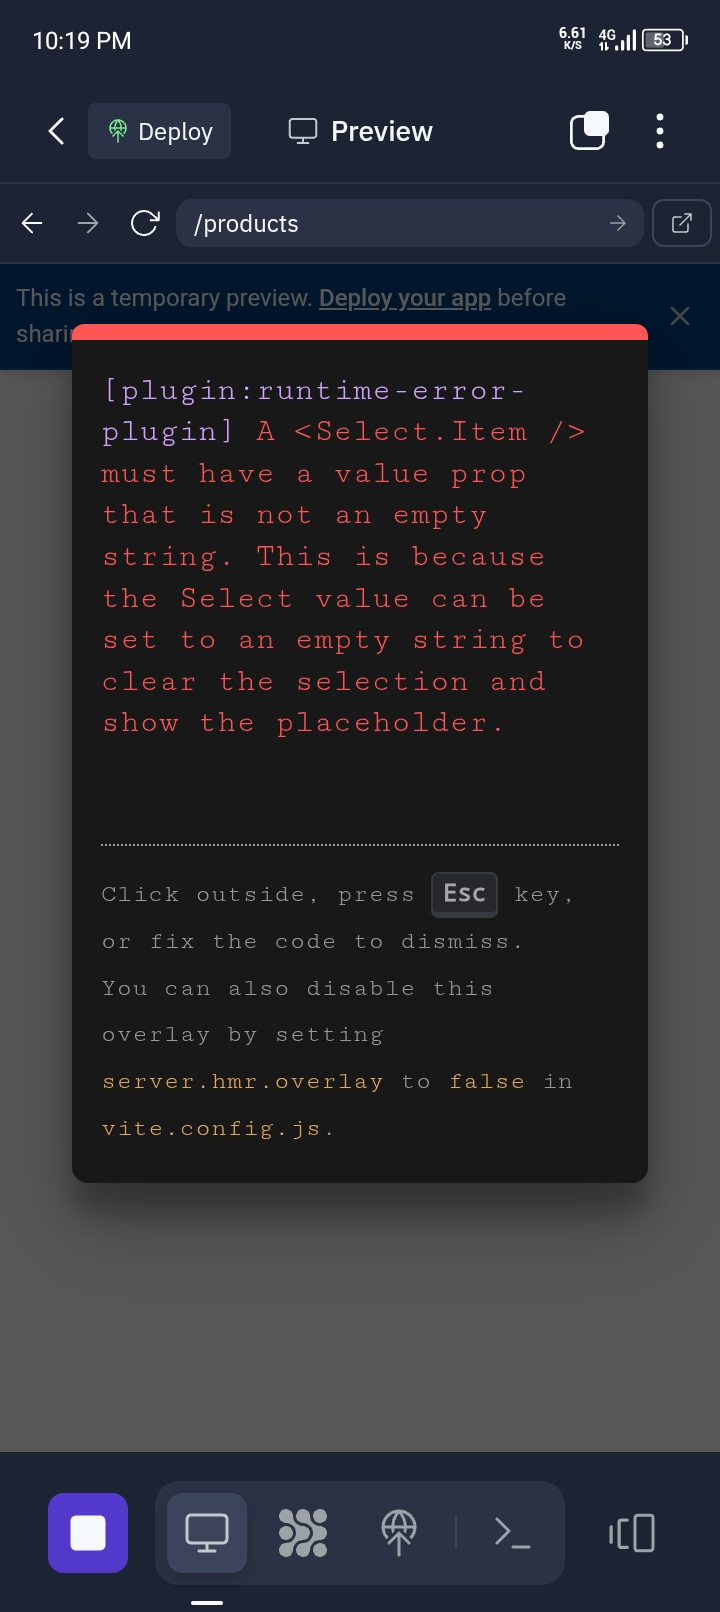 10:19 PM
6.61
K/S
4G
53
Deploy
Preview
/products
This is a temporary preview. Deploy your app before
[plugin:runtime-error-
plugin] A <Select.Item />
must have a value prop
that is not an empty
string. This is because
the Select value can be
set to an empty string to
clear the selection and
show the placeholder.
Click outside, press Esc key,
or fix the code to dismiss.
You can also disable this
overlay by setting
server.hmr.overlay to false in
vite.config.js.